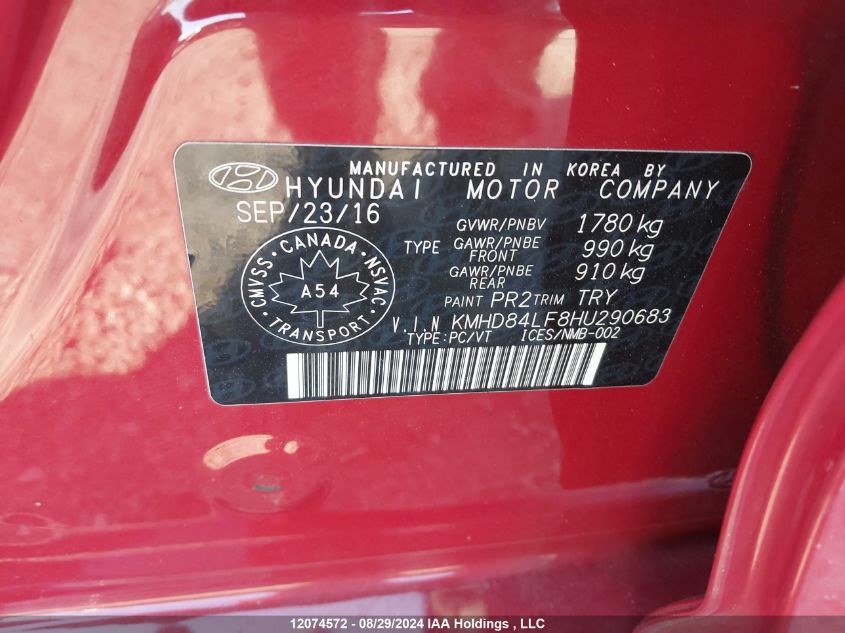 MANUFACTURED IN KOREA BY
HYUNDAI MOTOR COMPANY
SEP/23/16
GVWR/PNBV 1780 kg
TYPE GAWR/PNBE FRONT 990 kg
GAWR/PNBE REAR 910 kg
PAINT PR2 TRIM TRY
CMVSS · CANADA · NSVAC
A54
· TRANSPORT ·
V.I.N KMHD84LF8HU290683
TYPE:PC/VT ICES/NMB-002
12074572 - 08/29/2024 IAA Holdings , LLC